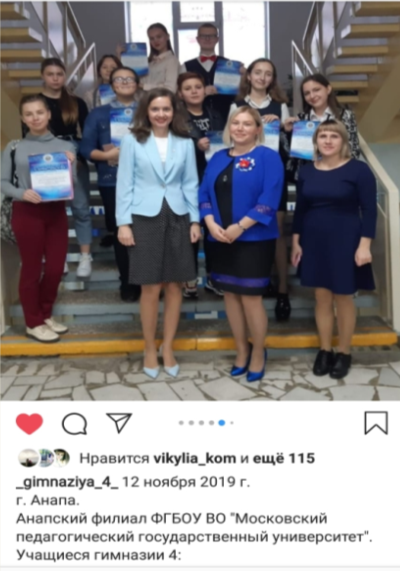 Нравится vikylia_kom и ещё 115
_gimnaziya_4_ 12 ноября 2019 г.
г. Анапа.
Анапский филиал ФГБОУ ВО "Московский
педагогический государственный университет".
Учащиеся гимназии 4: